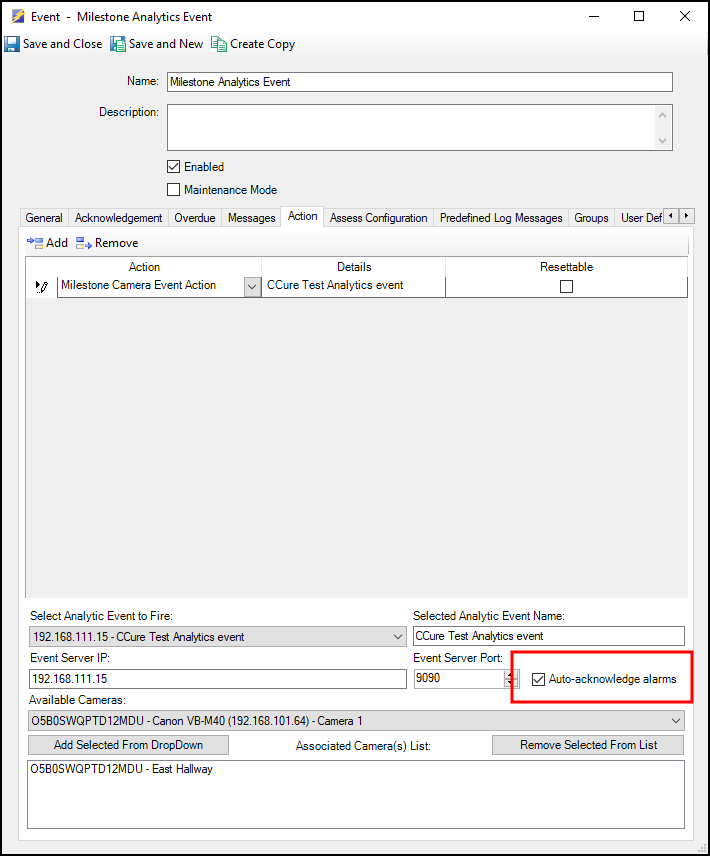 Event - Milestone Analytics Event
Save and Close Save and New Create Copy
Name: Milestone Analytics Event
Description:
Enabled
Maintenance Mode
General Acknowledgement Overdue Messages Action Assess Configuration Predefined Log Messages Groups User Def
Add Remove
Action Details Resettable
Milestone Camera Event Action CCure Test Analytics event
Select Analytic Event to Fire: Selected Analytic Event Name:
192.168.111.15 - CCure Test Analytics event CCure Test Analytics event
Event Server IP: Event Server Port:
192.168.111.15 9090 Auto-acknowledge alarms
Available Cameras:
O5B0SWQPTD12MDU - Canon VB-M40 (192.168.101.64) - Camera 1
Add Selected From DropDown Associated Camera(s) List: Remove Selected From List
O5B0SWQPTD12MDU - East Hallway